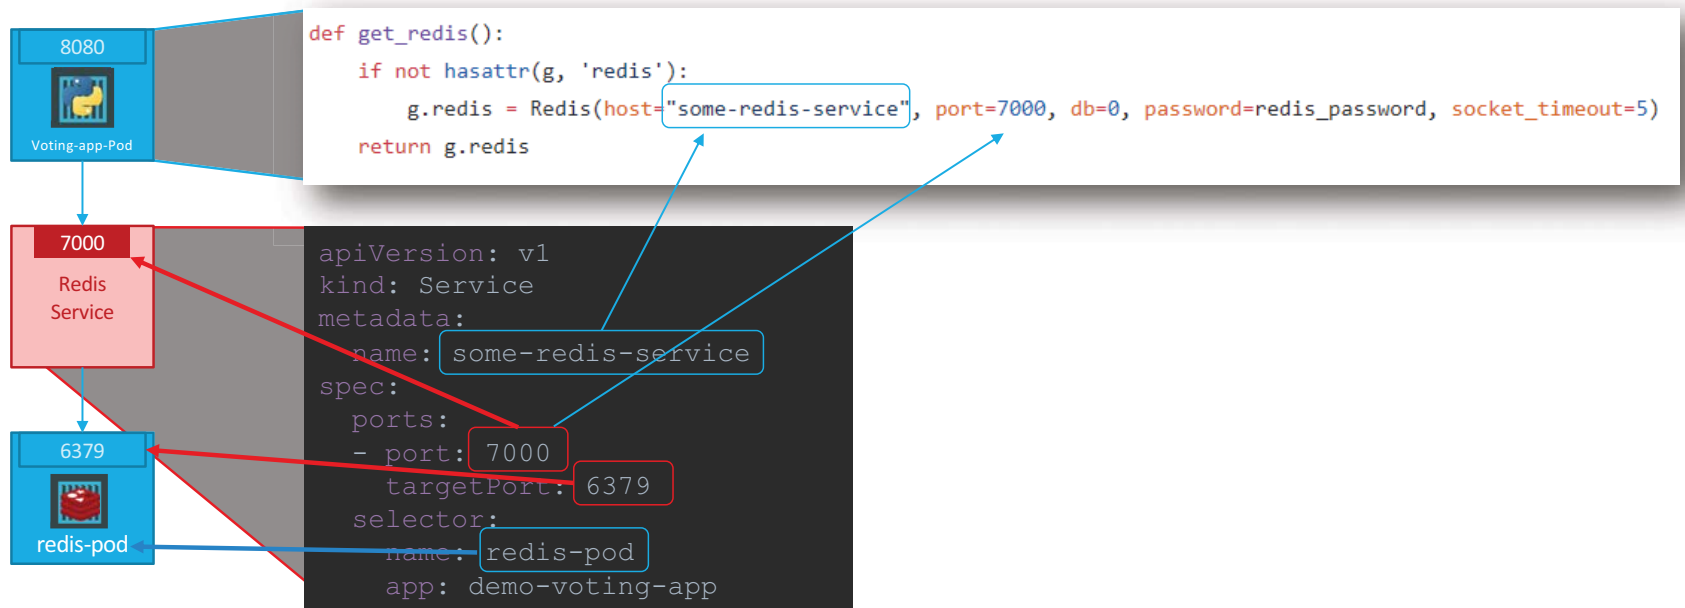 8080
Voting-app-Pod
def get_redis():
    if not hasattr(g, 'redis'):
        g.redis = Redis(host="some-redis-service", port=7000, db=0, password=redis_password, socket_timeout=5)
    return g.redis
7000
Redis
Service
6379
redis-pod
apiVersion: v1
kind: Service
metadata:
  name: some-redis-service
spec:
  ports:
  - port: 7000
    targetPort: 6379
  selector:
    name: redis-pod
    app: demo-voting-app